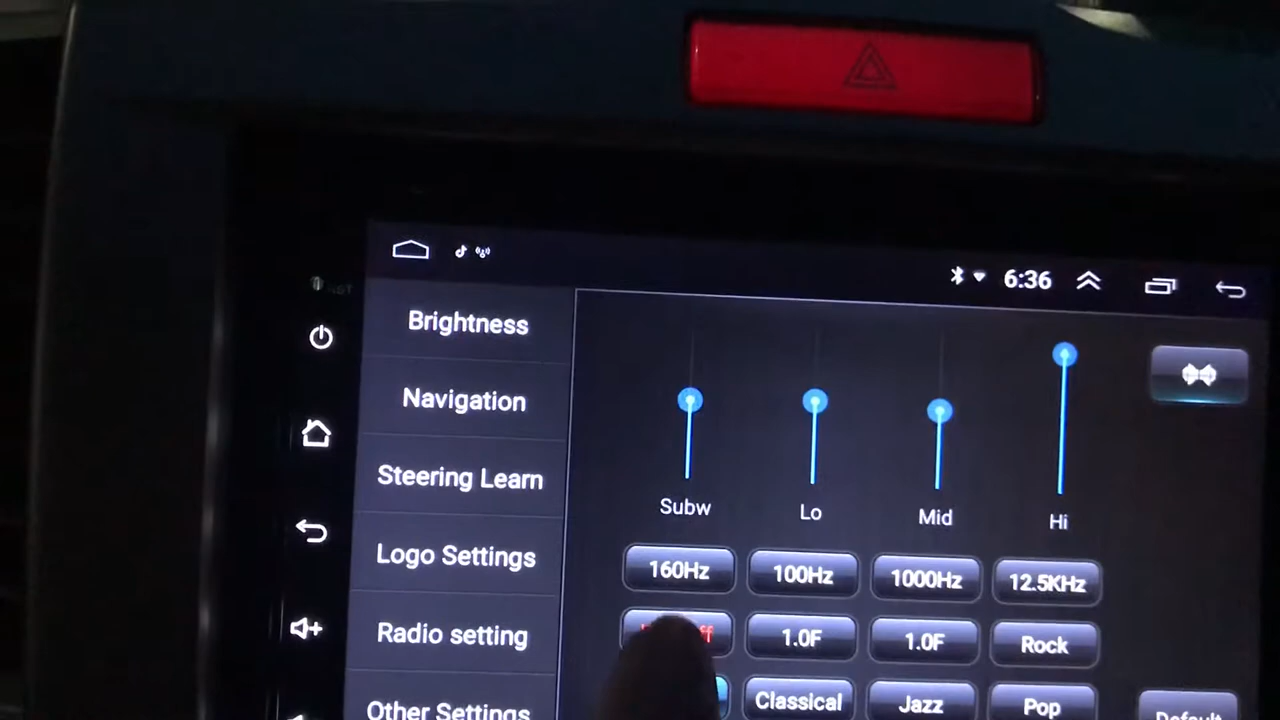 6:36
Brightness
Navigation
Steering Learn
Logo Settings
Radio setting
Other Settings
Subw Lo Mid Hi
160Hz 100Hz 1000Hz 12.5KHz
1.0F 1.0F Rock
Classical Jazz Pop
Default